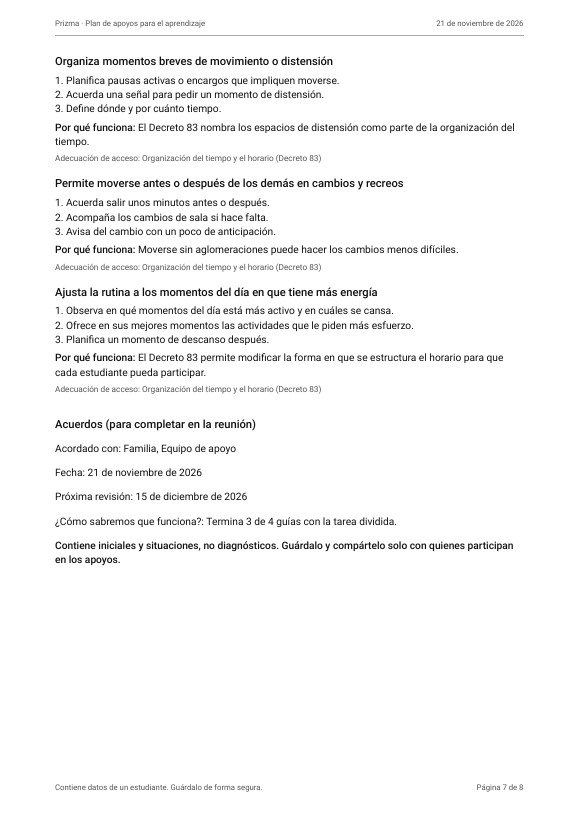 Prizma · Plan de apoyos para el aprendizaje
21 de noviembre de 2026
Organiza momentos breves de movimiento o distensión
1. Planifica pausas activas o encargos que impliquen moverse.
2. Acuerda una señal para pedir un momento de distensión.
3. Define dónde y por cuánto tiempo.
Por qué funciona: El Decreto 83 nombra los espacios de distensión como parte de la organización del
tiempo.
Adecuación de acceso: Organización del tiempo y el horario (Decreto 83)
Permite moverse antes o después de los demás en cambios y recreos
1. Acuerda salir unos minutos antes o después.
2. Acompaña los cambios de sala si hace falta.
3. Avisa del cambio con un poco de anticipación.
Por qué funciona: Moverse sin aglomeraciones puede hacer los cambios menos difíciles.
Adecuación de acceso: Organización del tiempo y el horario (Decreto 83)
Ajusta la rutina a los momentos del día en que tiene más energía
1. Observa en qué momentos del día está más activo y en cuáles se cansa.
2. Ofrece en sus mejores momentos las actividades que le piden más esfuerzo.
3. Planifica un momento de descanso después.
Por qué funciona: El Decreto 83 permite modificar la forma en que se estructura el horario para que
cada estudiante pueda participar.
Adecuación de acceso: Organización del tiempo y el horario (Decreto 83)
Acuerdos (para completar en la reunión)
Acordado con: Familia, Equipo de apoyo
Fecha: 21 de noviembre de 2026
Próxima revisión: 15 de diciembre de 2026
¿Cómo sabremos que funciona?: Termina 3 de 4 guías con la tarea dividida.
Contiene iniciales y situaciones, no diagnósticos. Guárdalo y compártelo solo con quienes participan
en los apoyos.
Contiene datos de un estudiante. Guárdalo de forma segura.
Página 7 de 8